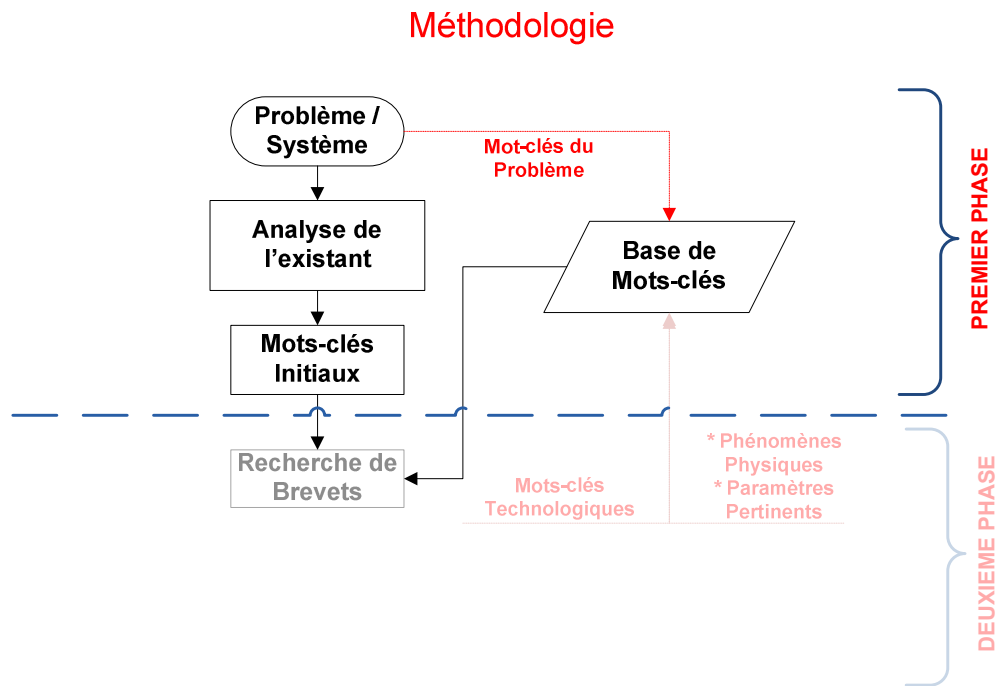 Méthodologie
Problème /
Système
Mot-clés du
Problème
Analyse de
l'existant
Base de
Mots-clés
Mots-clés
Initiaux
PREMIER PHASE
Recherche de
Brevets
Mots-clés
Technologiques
* Phénomènes
Physiques
* Paramètres
Pertinents
DEUXIEME PHASE